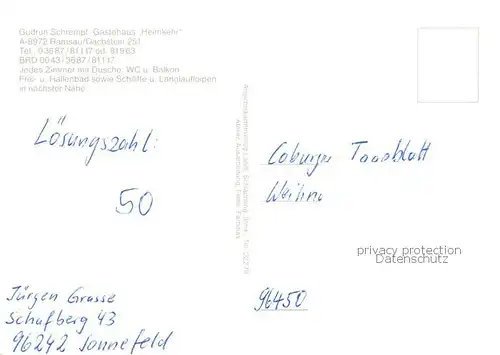 Gudrun Schrempf, Gästehaus "Heimkehr"
A-8972 Ramsau/Dachstein 251
Tel. 03687/81117 od. 81963
BRD 0043/3687/81117
Jedes Zimmer mit Dusche, WC u. Balkon
Frei- u. Hallenbad sowie Schilifte u. Langlaufloipen
in nächster Nähe
Lösungszahl:
50
Jürgen Grosse
Schafberg 43
96242 Sonnefeld
Coburger Tageblatt
96450
privacy protection
Datenschutz